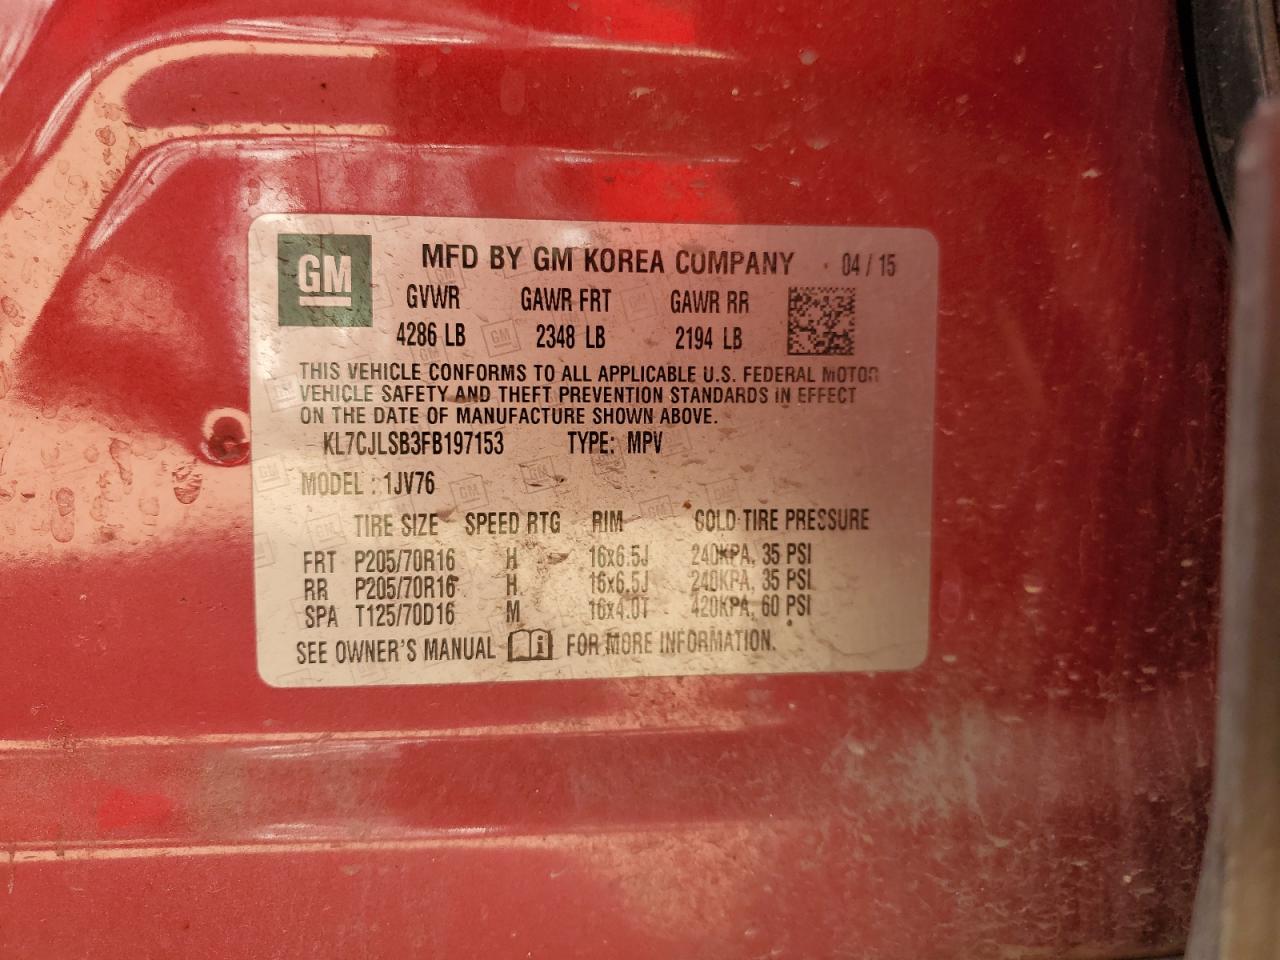 GM
MFD BY GM KOREA COMPANY 04/15
GVWR GAWR FRT GAWR RR
4286 LB 2348 LB 2194 LB
THIS VEHICLE CONFORMS TO ALL APPLICABLE U.S. FEDERAL MOTOR
VEHICLE SAFETY AND THEFT PREVENTION STANDARDS IN EFFECT
ON THE DATE OF MANUFACTURE SHOWN ABOVE.
KL7CJLSB3FB197153 TYPE: MPV
MODEL : 1JV76
TIRE SIZE SPEED RTG RIM COLD TIRE PRESSURE
FRT P205/70R16 H 16x6.5J 240KPA, 35 PSI
RR P205/70R16 H 16x6.5J 240KPA, 35 PSI
SPA T125/70D16 M 16x4.0T 420KPA, 60 PSI
SEE OWNER'S MANUAL FOR MORE INFORMATION.